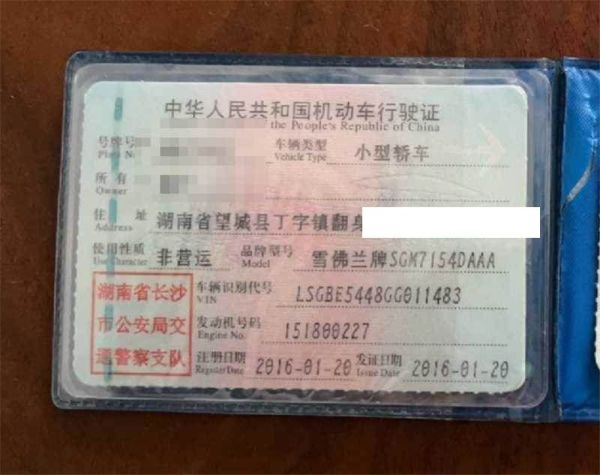 中华人民共和国机动车行驶证
the People's Republic of China
号牌号
Plate N
车辆类型 小型轿车
Vehicle Type
所有
Owner
住 址 湖南省望城县丁字镇翻身
Address
使用性质 非营运 品牌型号 雪佛兰牌SGM7154DAAA
Use Character Model
湖南省长沙
市公安局交
通警察支队
车辆识别代号 LSGBE5448GG011483
VIN
发动机号码 151800227
Engine No.
注册日期 2016-01-20 发证日期 2016-01-20
Register Date Issue Date